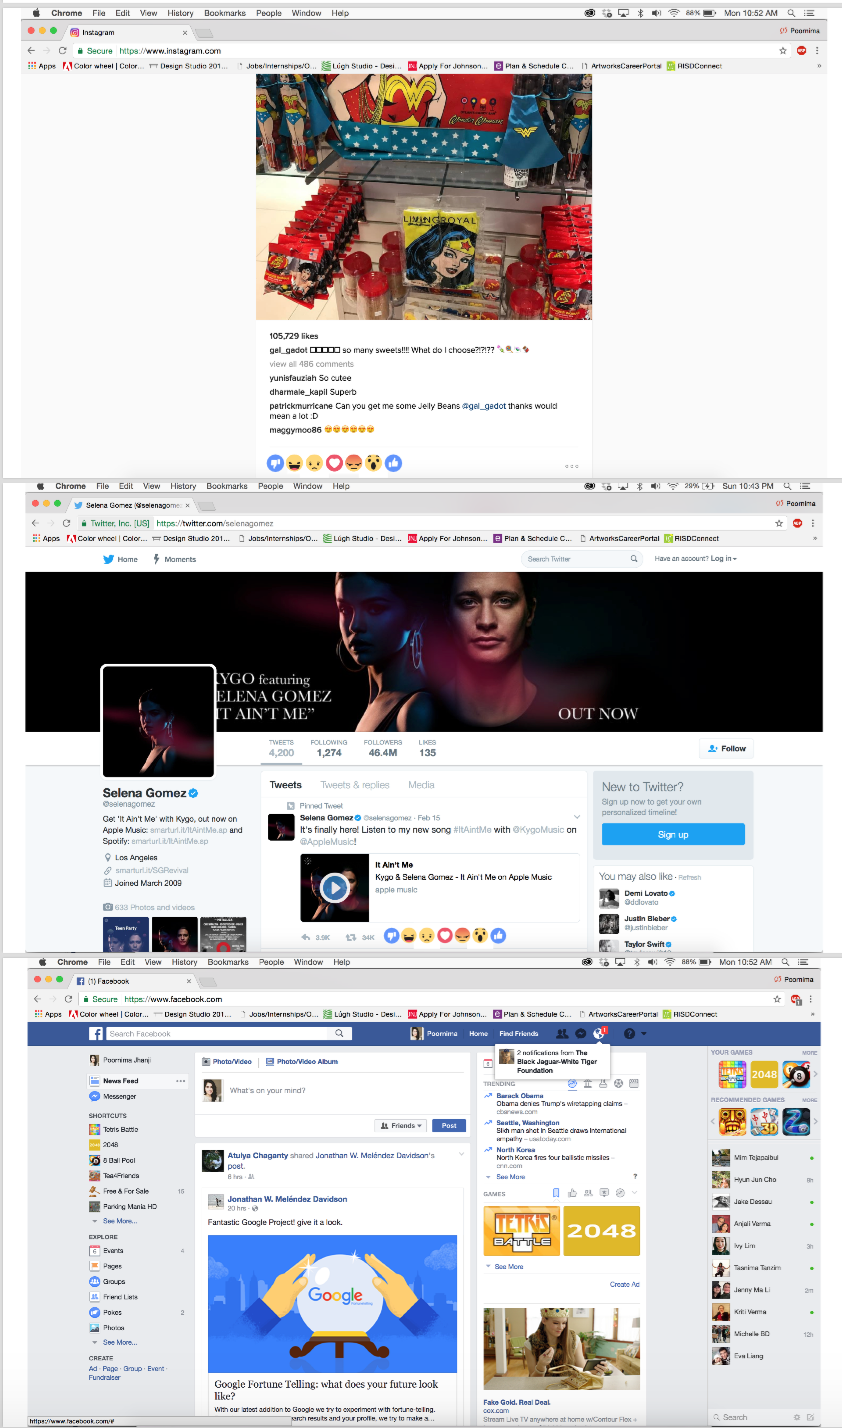 Chrome File Edit View History Bookmarks People Window Help 88% Mon 10:52 AM
Instagram Poornima
Secure https://www.instagram.com
Apps Color wheel | Color... Design Studio 201... Jobs/Internships/O... Lúgh Studio - Desi... Apply For Johnson... Plan & Schedule C... ArtworksCareerPortal RISDConnect »
LIVING ROYAL
105,729 likes
gal_gadot □□□□□ so many sweets!!!! What do I choose?!?!??
view all 486 comments
yunisfauziah So cutee
dharmaie_kapil Superb
patrickmurricane Can you get me some Jelly Beans @gal_gadot thanks would
mean a lot :D
maggymoo86
Chrome File Edit View History Bookmarks People Window Help 29% Sun 10:43 PM
Selena Gomez (@selenagome Poornima
Twitter, Inc. [US] https://twitter.com/selenagomez
Apps Color wheel | Color... Design Studio 201... Jobs/Internships/O... Lúgh Studio - Desi... Apply For Johnson... Plan & Schedule C... ArtworksCareerPortal RISDConnect »
Home Moments Search Twitter Have an account? Log in
KYGO featuring
SELENA GOMEZ
"IT AIN'T ME"
OUT NOW
TWEETS FOLLOWING FOLLOWERS LIKES
4,200 1,274 46.4M 135
Follow
Selena Gomez
@selenagomez
Get 'It Ain't Me' with Kygo, out now on
Apple Music: smarturl.it/ItAintMe.ap and
Spotify: smarturl.it/ItAintMe.ap
Los Angeles
smarturl.it/SGRevival
Joined March 2009
633 Photos and videos
Teen Party
Tweets Tweets & replies Media
Pinned Tweet
Selena Gomez @selenagomez · Feb 15
It's finally here! Listen to my new song #ItAintMe with @KygoMusic on
@AppleMusic!
It Ain't Me
Kygo & Selena Gomez - It Ain't Me on Apple Music
apple music
3.9K 34K
New to Twitter?
Sign up now to get your own
personalized timeline!
Sign up
You may also like · Refresh
Demi Lovato
@ddlovato
Justin Bieber
@justinbieber
Taylor Swift
Chrome File Edit View History Bookmarks People Window Help 88% Mon 10:52 AM
(1) Facebook Poornima
Secure https://www.facebook.com
Apps Color wheel | Color... Design Studio 201... Jobs/Internships/O... Lúgh Studio - Desi... Apply For Johnson... Plan & Schedule C... ArtworksCareerPortal RISDConnect »
Search Facebook Poornima Home Find Friends 1
2 notifications from The
Black Jaguar-White Tiger
Foundation
Poornima Jhanji
News Feed
Messenger
SHORTCUTS
Tetris Battle
2048
8 Ball Pool
Tea4Friends
Free & For Sale 15
Parking Mania HD
See More...
EXPLORE
Events 4
Pages
Groups
Friend Lists
Pokes 2
Photos
See More...
CREATE
Ad · Page · Group · Event ·
Fundraiser
https://www.facebook.com/#
Photo/Video Photo/Video Album
What's on your mind?
Friends Post
Atulya Chaganty shared Jonathan W. Meléndez Davidson's
post.
6 hrs ·
Jonathan W. Meléndez Davidson
20 hrs ·
Fantastic Google Project! give it a look.
Google
Google Fortune Telling: what does your future look
like?
With our latest addition to Google we try to experiment with fortune-telling.
arch results and your profile, we try to make a...
TRENDING
Barack Obama
Obama denies Trump's wiretapping claims –
cbsnews.com
Seattle, Washington
Sikh man shot in Seattle draws international
empathy – usatoday.com
North Korea
North Korea fires four ballistic missiles –
cnn.com
See More ?
GAMES
TETRIS BATTLE
2048
See More
Create Ad
Fake Gold. Real Deal.
cox.com
Stream Live TV anywhere at home w/Contour Flex +
YOUR GAMES MORE
TETRIS 2048 8
RECOMMENDED GAMES MORE
3D
Mim Tejapaibul
Hyun Jun Cho 9h
Jake Dessau
Anjali Verma
Ivy Lim 3h
Tasnima Tanzim
Janny Ma Li 2m
Kriti Verma
Michelle BD 12h
Eva Liang
Search